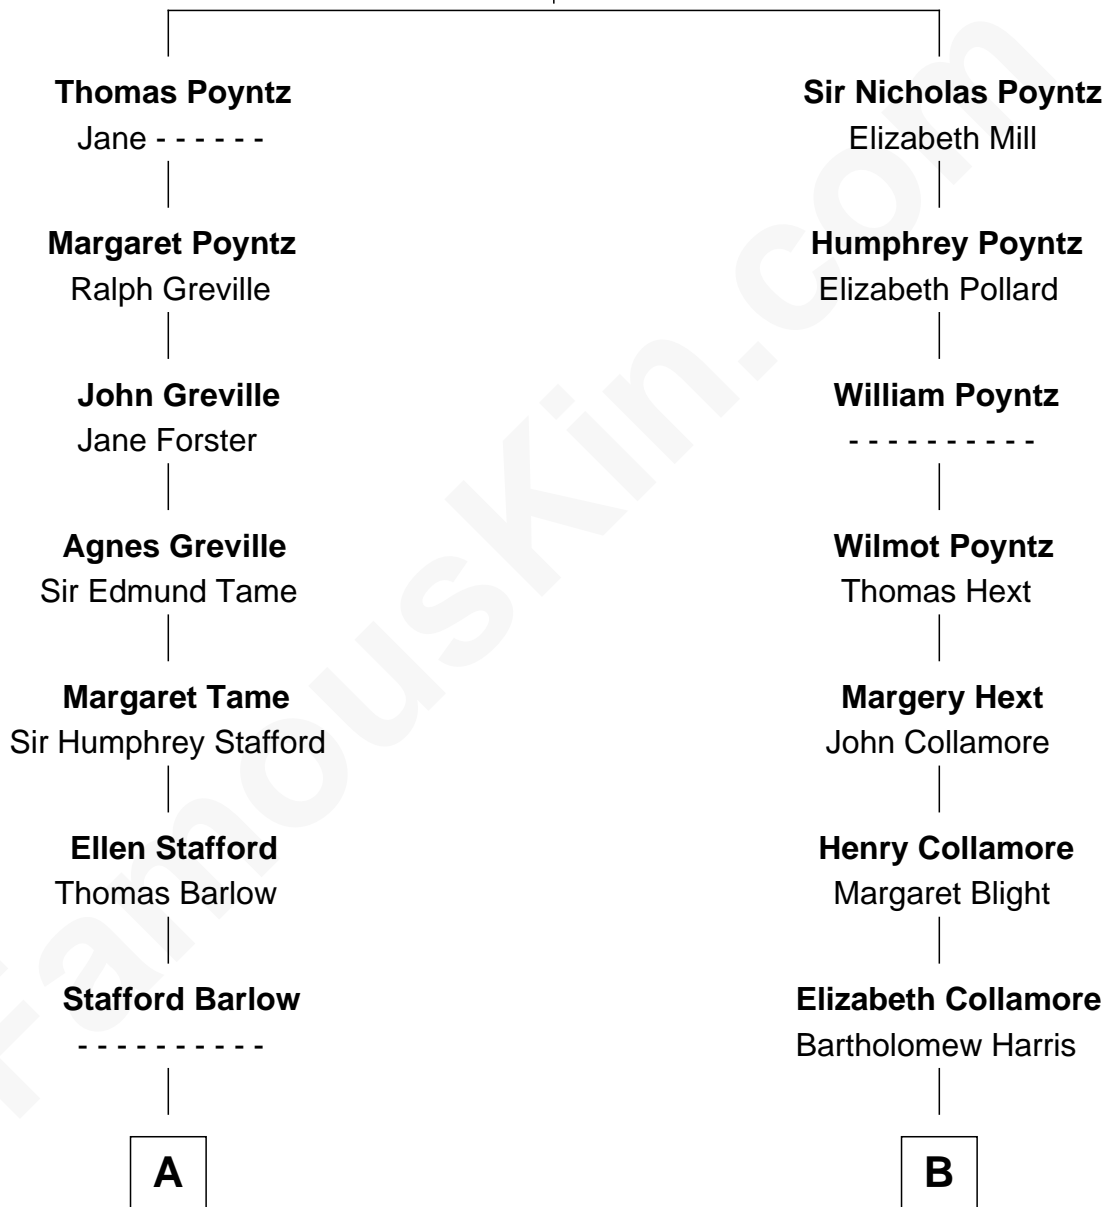 Thomas Poyntz
Jane - - - - - -
Margaret Poyntz
Ralph Greville
John Greville
Jane Forster
Agnes Greville
Sir Edmund Tame
Margaret Tame
Sir Humphrey Stafford
Ellen Stafford
Thomas Barlow
Stafford Barlow
- - - - - - - - - -
A
Sir Nicholas Poyntz
Elizabeth Mill
Humphrey Poyntz
Elizabeth Pollard
William Poyntz
- - - - - - - - - -
Wilmot Poyntz
Thomas Hext
Margery Hext
John Collamore
Henry Collamore
Margaret Blight
Elizabeth Collamore
Bartholomew Harris
B
FamousKin.com